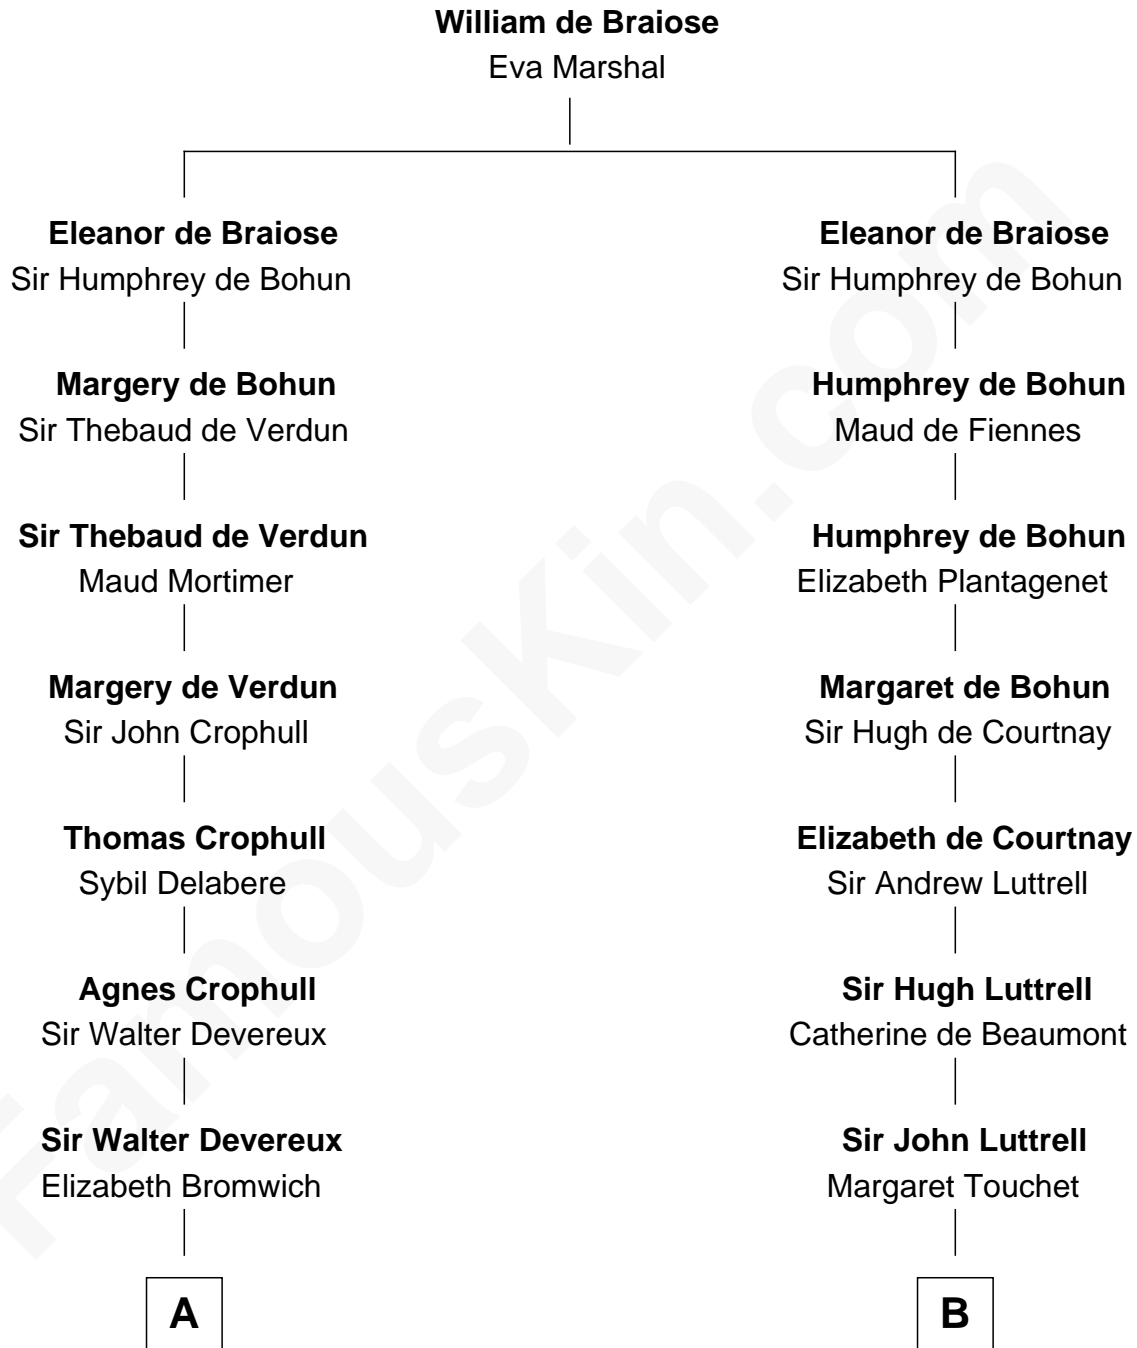 William de Braiose
Eva Marshal
Eleanor de Braiose
Sir Humphrey de Bohun
Eleanor de Braiose
Sir Humphrey de Bohun
Margery de Bohun
Sir Thebaud de Verdun
Humphrey de Bohun
Maud de Fiennes
Sir Thebaud de Verdun
Maud Mortimer
Humphrey de Bohun
Elizabeth Plantagenet
Margery de Verdun
Sir John Crophull
Margaret de Bohun
Sir Hugh de Courtnay
Thomas Crophull
Sybil Delabere
Elizabeth de Courtnay
Sir Andrew Luttrell
Agnes Crophull
Sir Walter Devereux
Sir Hugh Luttrell
Catherine de Beaumont
Sir Walter Devereux
Elizabeth Bromwich
Sir John Luttrell
Margaret Touchet
A
B
FamousKin.com